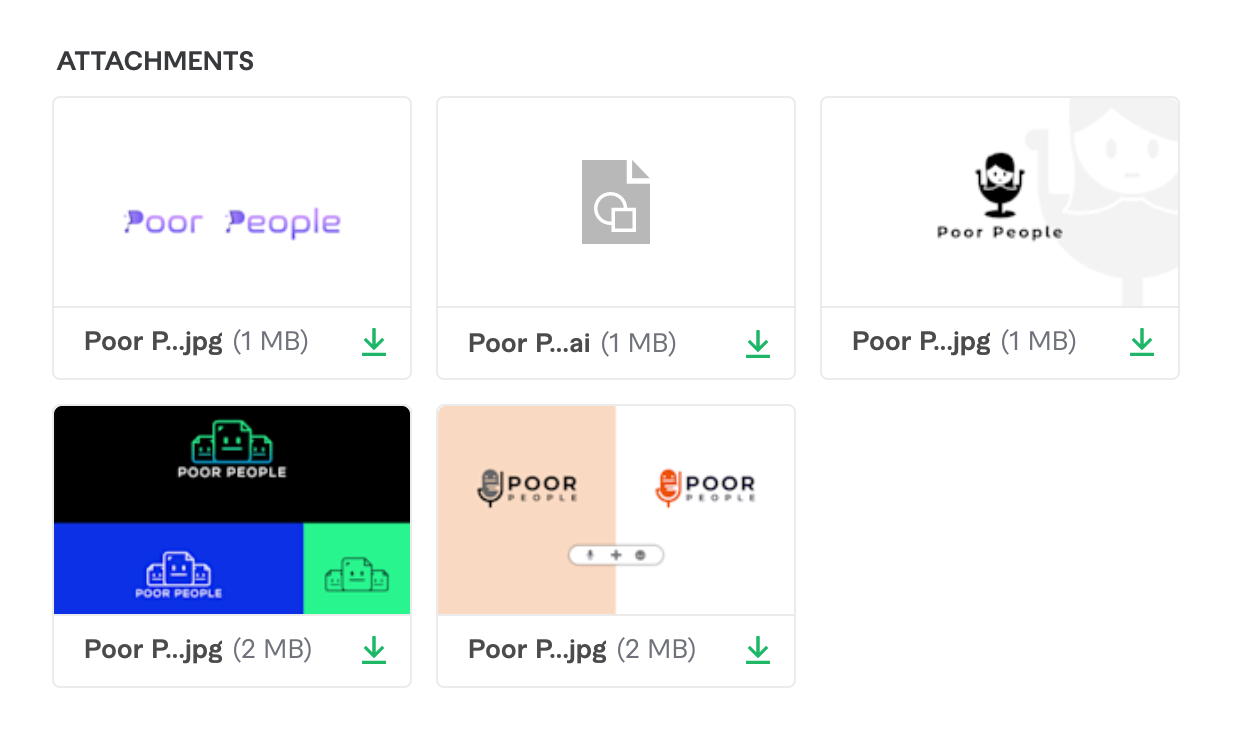 ATTACHMENTS
Poor People
Poor People
Poor P...jpg (1 MB)
Poor P...ai (1 MB)
Poor P...jpg (1 MB)
POOR PEOPLE
POOR PEOPLE
POOR
PEOPLE
POOR
PEOPLE
Poor P...jpg (2 MB)
Poor P...jpg (2 MB)